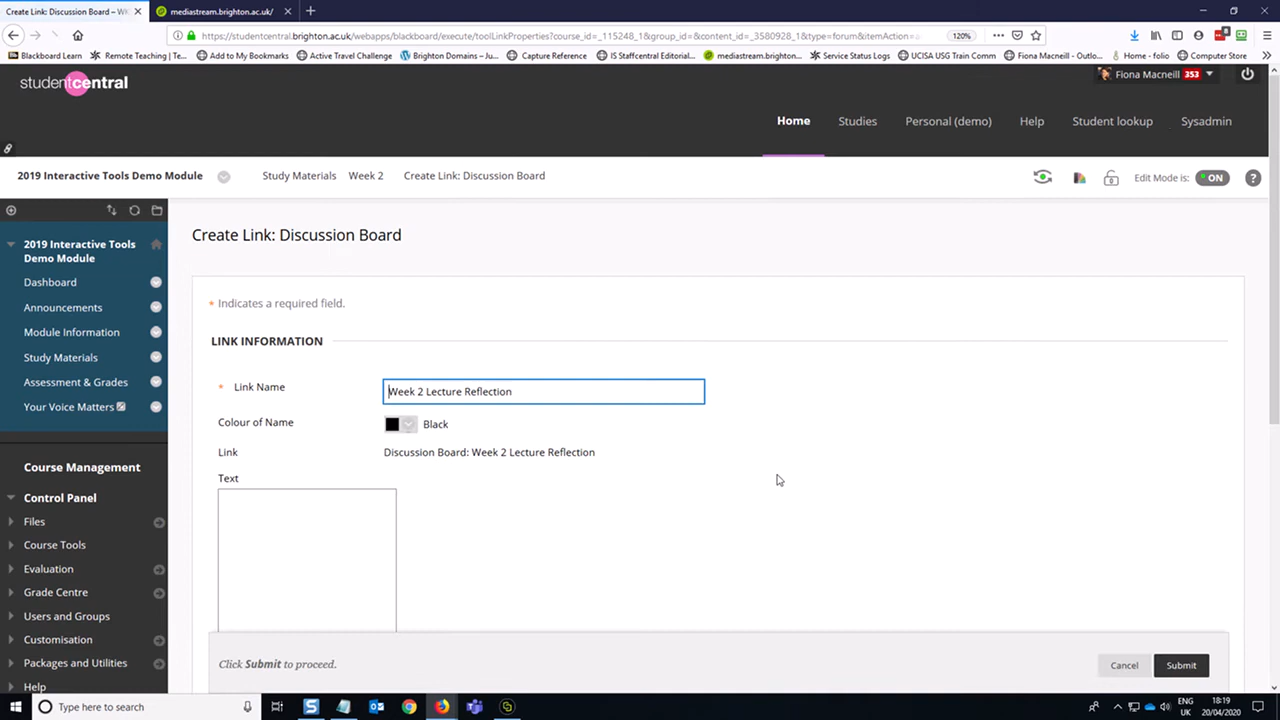 Create Link: Discussion Board – Wi
mediastream.brighton.ac.uk/
https://studentcentral.brighton.ac.uk/webapps/blackboard/execute/toolLinkProperties?course_id=_115248_1&group_id=&content_id=_3580928_1&type=forum&itemAction=
120%
Blackboard Learn
Remote Teaching | Te...
Add to My Bookmarks
Active Travel Challenge
Brighton Domains – Ju...
Capture Reference
IS Staffcentral Editorial...
mediastream.brighton...
Service Status Logs
UCISA USG Train Comm
Fiona Macneill - Outlo...
Home - folio
Computer Store
studentcentral
Fiona Macneill 353
Home Studies Personal (demo) Help Student lookup Sysadmin
2019 Interactive Tools Demo Module
Study Materials Week 2 Create Link: Discussion Board
Edit Mode is: ON ?
2019 Interactive Tools
Demo Module
Dashboard
Announcements
Module Information
Study Materials
Assessment & Grades
Your Voice Matters
Course Management
Control Panel
Files
Course Tools
Evaluation
Grade Centre
Users and Groups
Customisation
Packages and Utilities
Help
Create Link: Discussion Board
* Indicates a required field.
LINK INFORMATION
* Link Name
Week 2 Lecture Reflection
Colour of Name
Black
Link
Discussion Board: Week 2 Lecture Reflection
Text
Click Submit to proceed.
Cancel
Submit
Type here to search
ENG
UK
18:19
20/04/2020